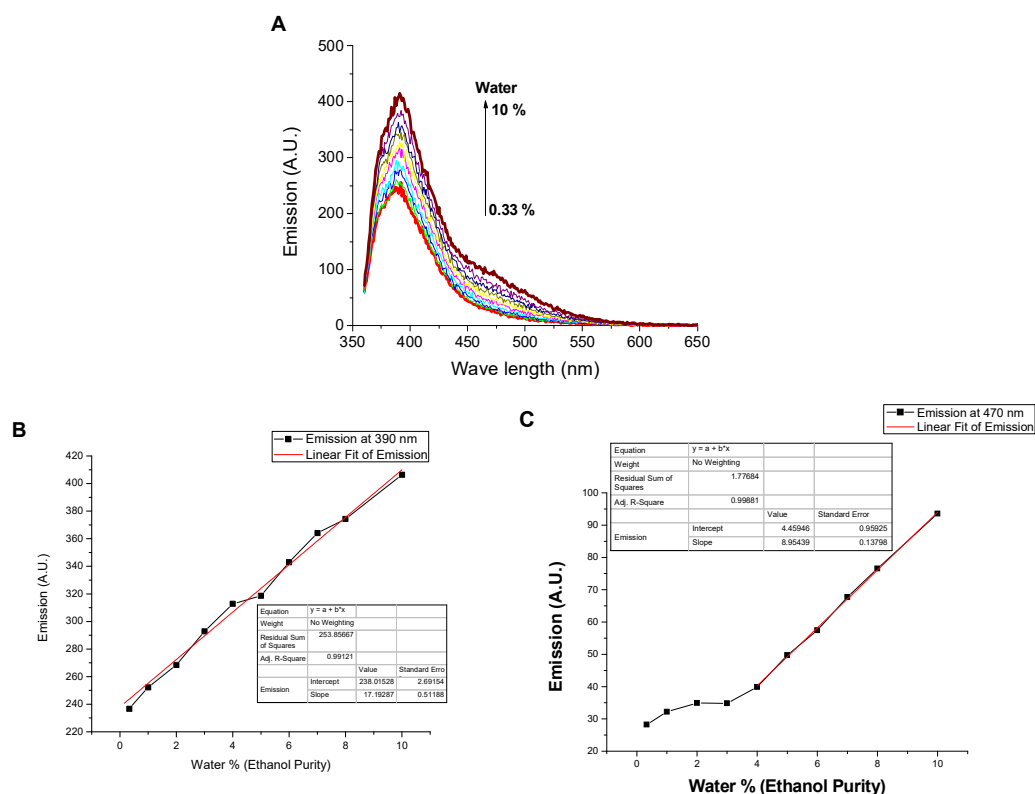 A
500
400
300
200
100
0
Emission (A.U.)
Water
10 %
0.33 %
350 400 450 500 550 600 650
Wave length (nm)
B
Emission at 390 nm
Linear Fit of Emission
420
400
380
360
340
320
300
280
260
240
220
Emission (A.U.)
Equation y = a + b*x
Weight No Weighting
Residual Sum of Squares 253.85667
Adj. R-Square 0.99121
Value Standard Erro
Emission Intercept 238.01528 2.69154
Slope 17.19287 0.51188
0 2 4 6 8 10
Water % (Ethanol Purity)
C
Emission at 470 nm
Linear Fit of Emission
Equation y = a + b*x
Weight No Weighting
Residual Sum of Squares 1.77684
Adj. R-Square 0.99881
Value Standard Error
Emission Intercept 4.45946 0.95925
Slope 8.95439 0.13798
100
90
80
70
60
50
40
30
20
Emission (A.U.)
0 2 4 6 8 10
Water % (Ethanol Purity)